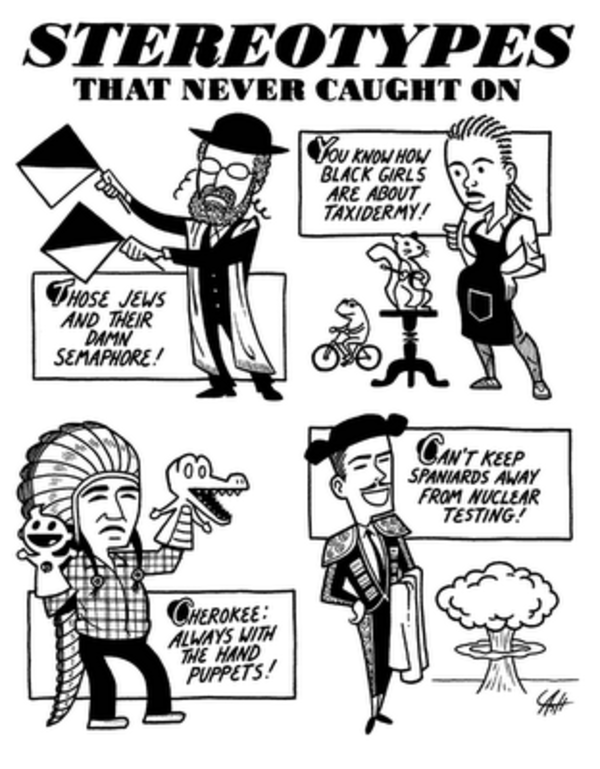 STEREOTYPES
THAT NEVER CAUGHT ON
THOSE JEWS
AND THEIR
DAMN
SEMAPHORE!
YOU KNOW HOW
BLACK GIRLS
ARE ABOUT
TAXIDERMY!
CHEROKEE:
ALWAYS WITH
THE HAND
PUPPETS!
CAN'T KEEP
SPANIARDS AWAY
FROM NUCLEAR
TESTING!